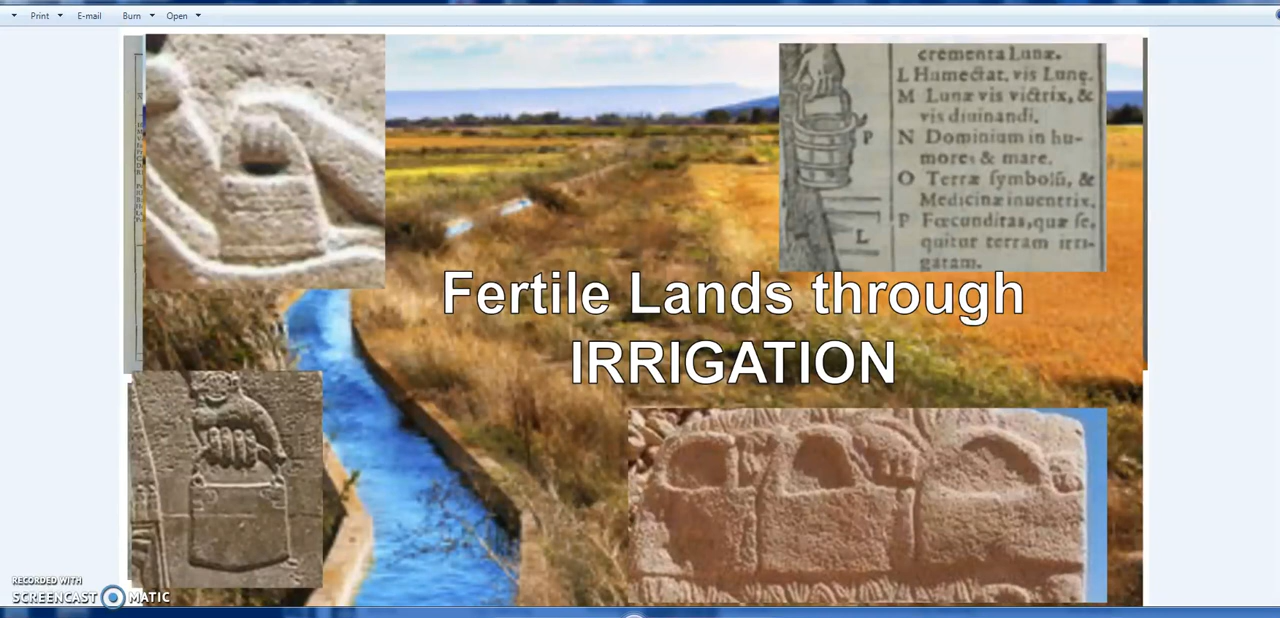 Print
E-mail
Burn
Open
crementa Lunæ.
L Humectat, vis Lunę.
M Lunæ vis victrix, &
vis diuinandi.
N Dominium in hu-
mores & mare.
O Terræ symbolũ, &
Medicinæ inuentrix.
P Fœcunditas, quæ se,
quitur terram irri-
gatam.
P
L
Fertile Lands through
IRRIGATION
RECORDED WITH
SCREENCAST MATIC